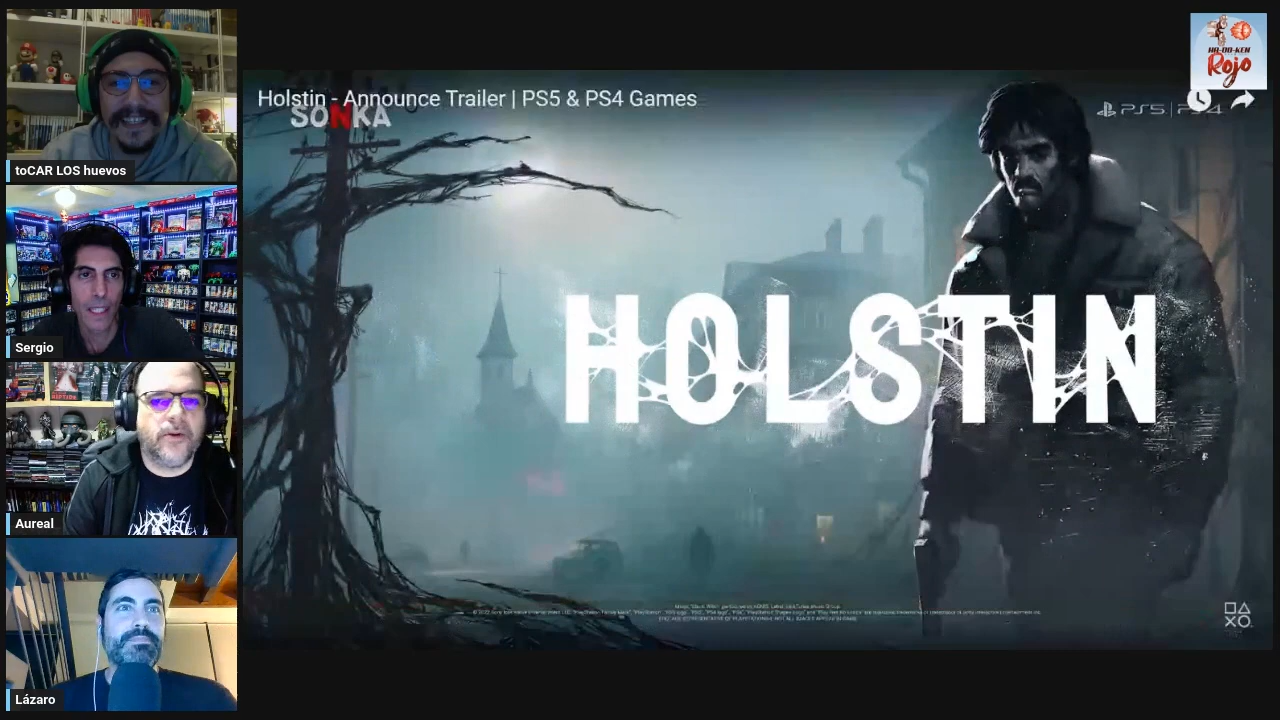 toCAR LOS huevos
Sergio
Aureal
Lázaro
HA-DO-KEN
Rojo
Holstin - Announce Trailer | PS5 & PS4 Games
SONKA
PS5 | PS4
HOLSTIN